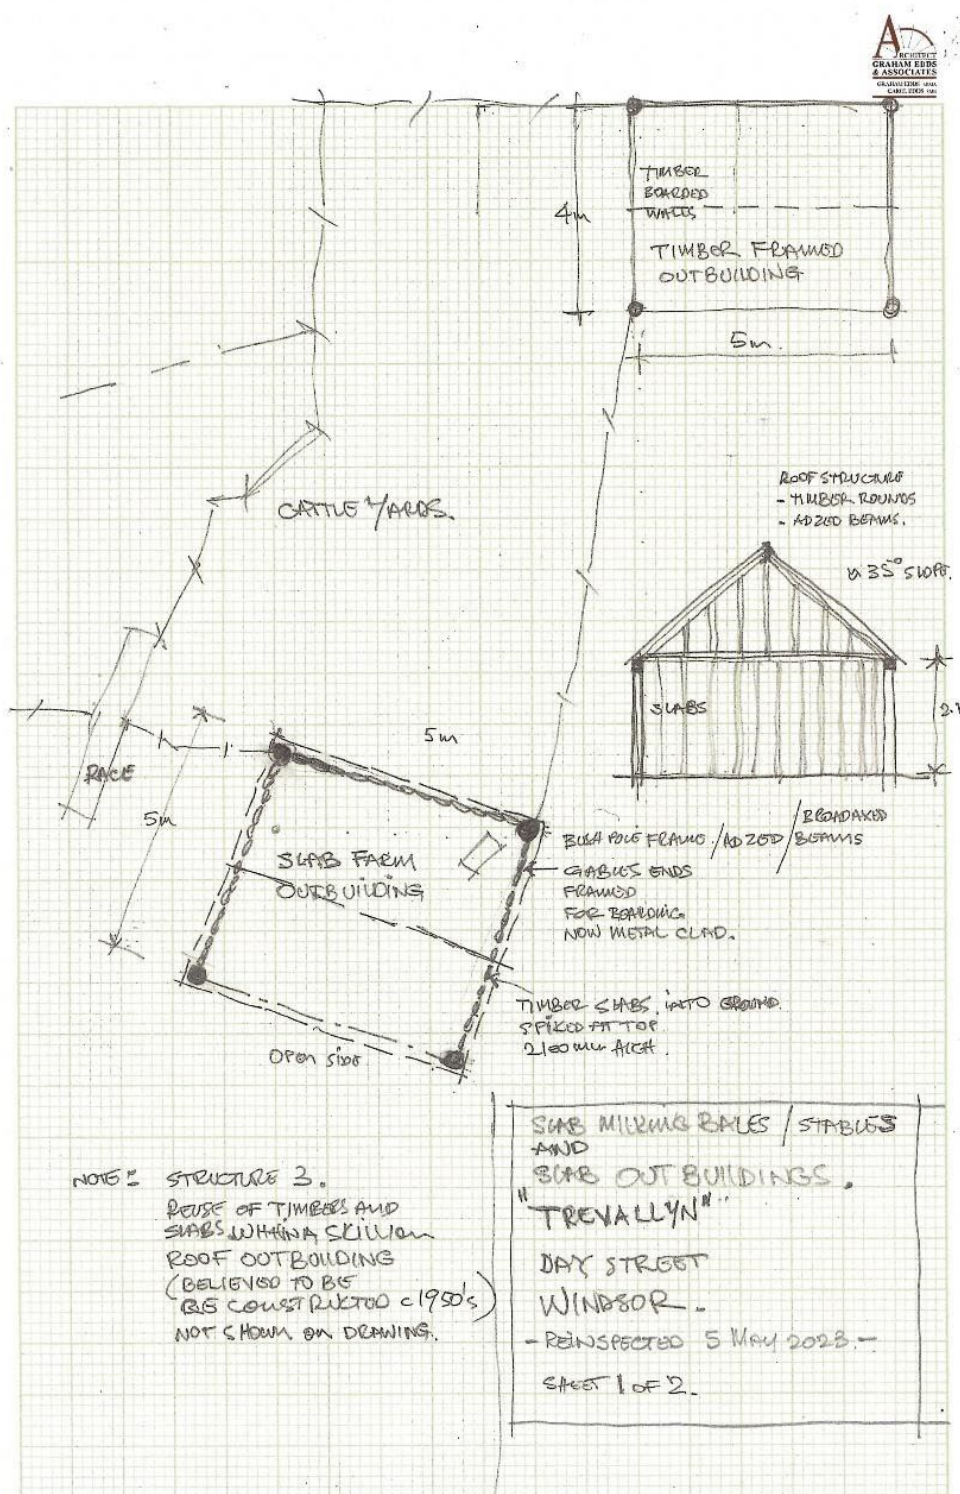 ARCHITECT
GRAHAM EDDS
& ASSOCIATES
4m
TIMBER
BOARDED
WALLS
TIMBER FRAMED
OUTBUILDING
5m.
CATTLE YARDS.
ROOF STRUCTURE
- TIMBER ROUNDS
- ADZED BEAMS.
35° SLOPE.
SLABS
RACE
5m
5m
SLAB FARM
OUTBUILDING
BUSH POLE FRAME / ADZED / BROADAXED
BEAMS
GABLES ENDS
FRAMED
FOR BOARDING
NOW METAL CLAD.
TIMBER SLABS INTO GROUND
SPIKED AT TOP
2100mm HIGH.
Open side
NOTE: STRUCTURE 3.
REUSE OF TIMBERS AND
SLABS WITHIN A SKILLION
ROOF OUTBUILDING
(BELIEVED TO BE
BE CONSTRUCTED c1950's)
NOT SHOWN ON DRAWING.
SLAB MILKING BALES / STABLES
AND
SLAB OUTBUILDINGS.
"TREVALLYN"
DAY STREET
WINDSOR.
- REINSPECTED 5 MAY 2023. -
SHEET 1 OF 2.